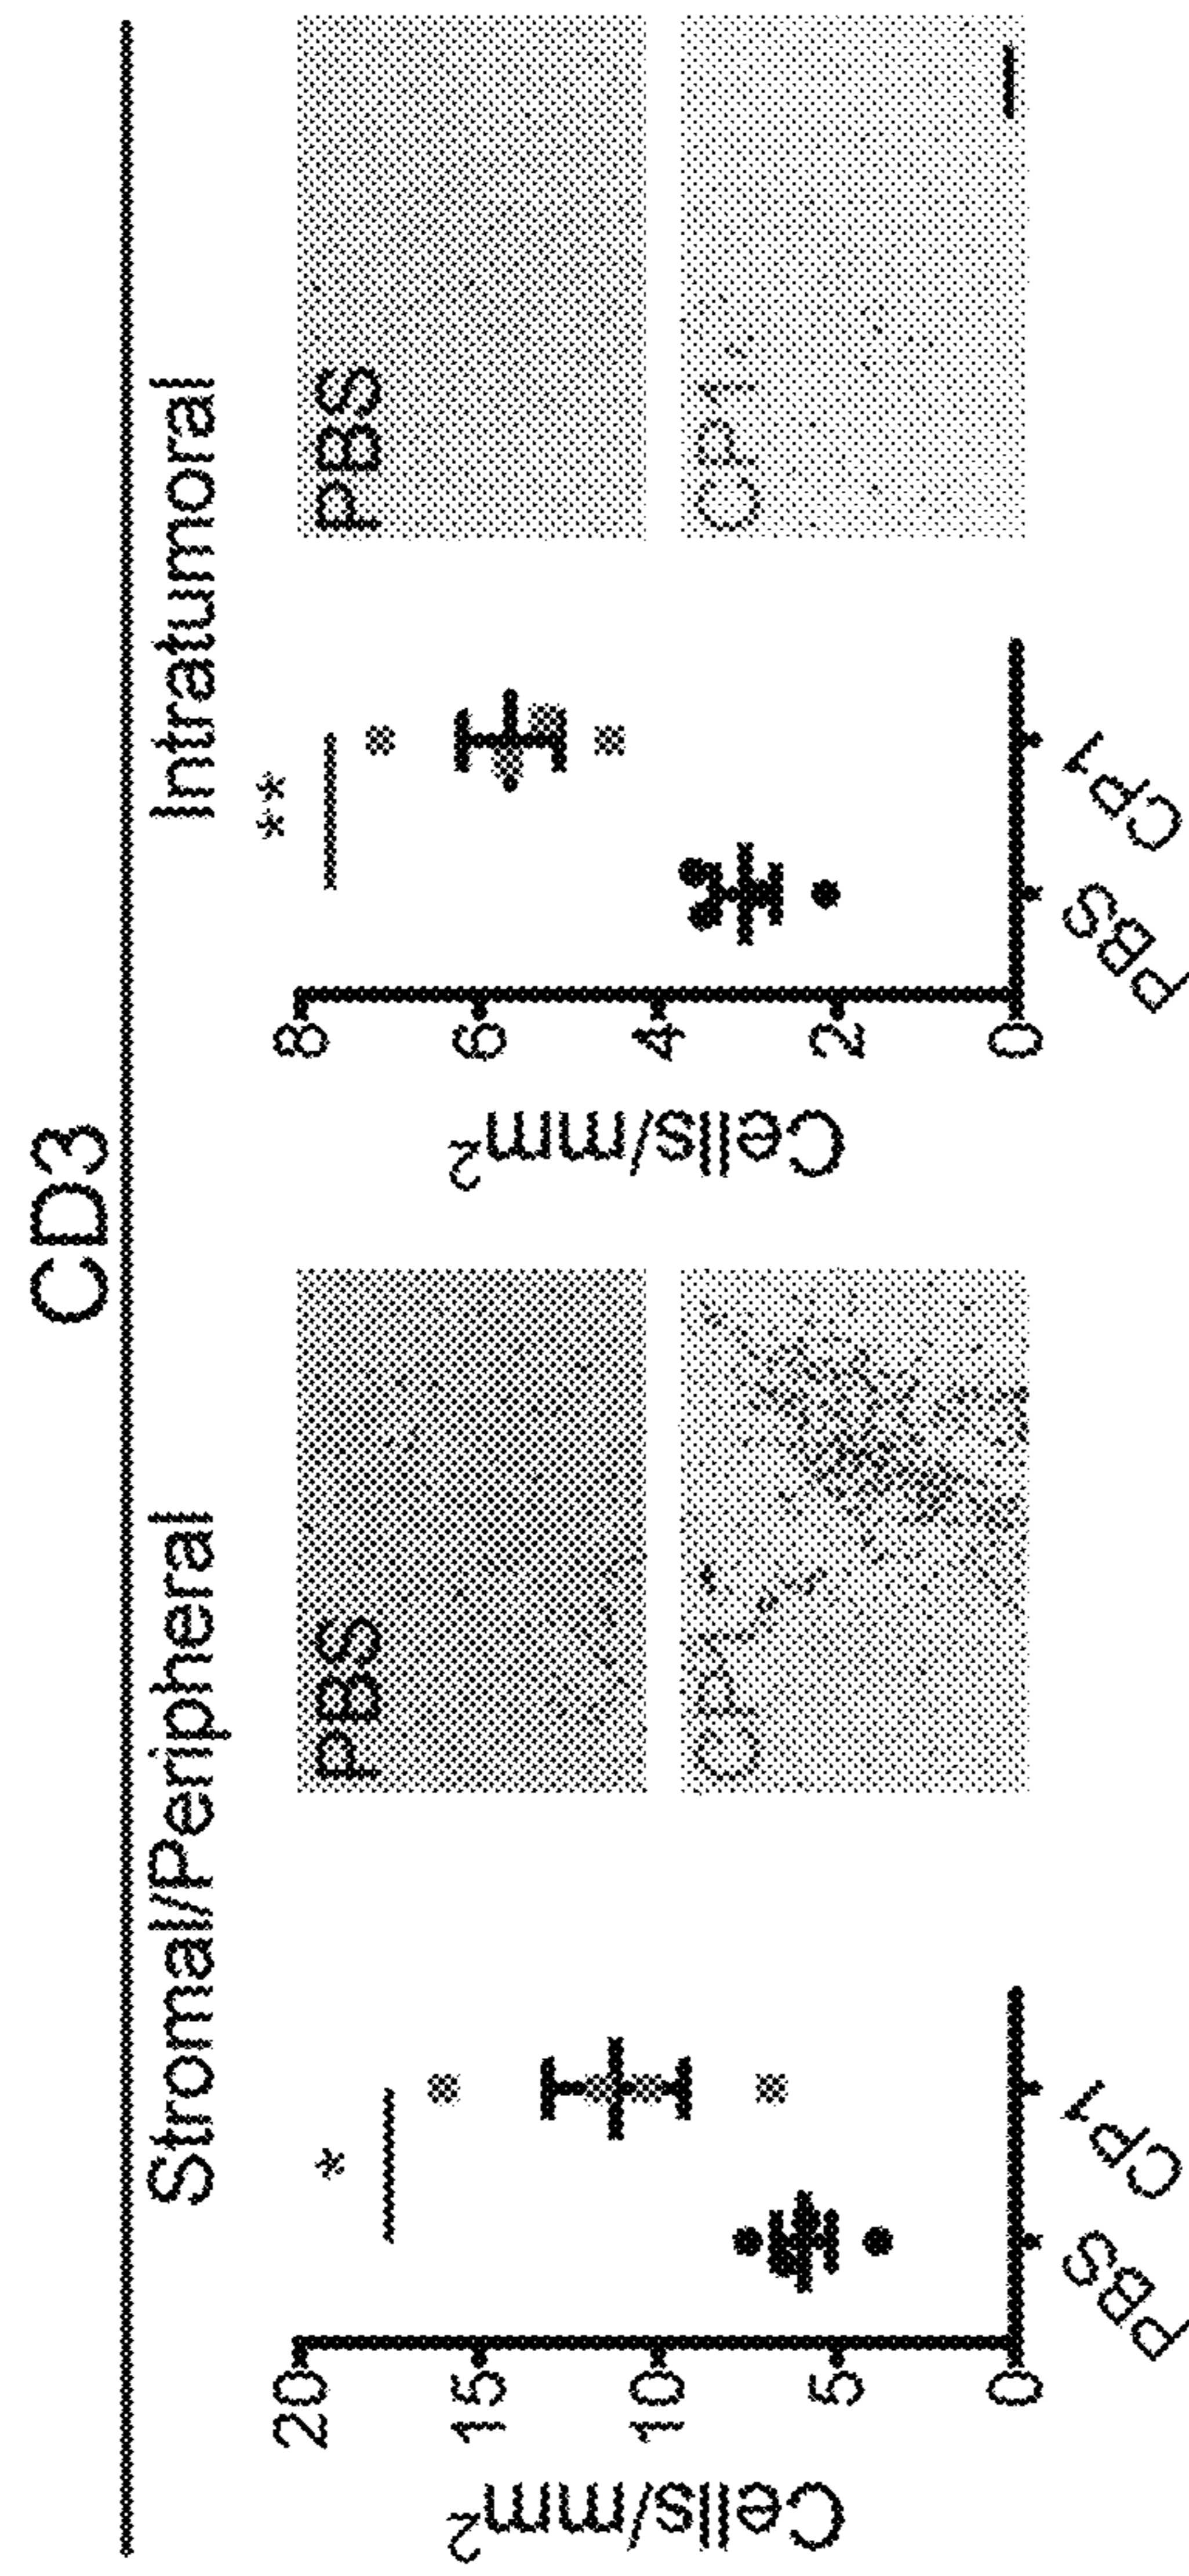 CD3
Stromal/Peripheral
Intratumoral
Cells/mm²
20
15
10
5
0
*
PBS
CP1
PBS
CP1
Cells/mm²
8
6
4
2
0
**
PBS
CP1
PBS
CP1